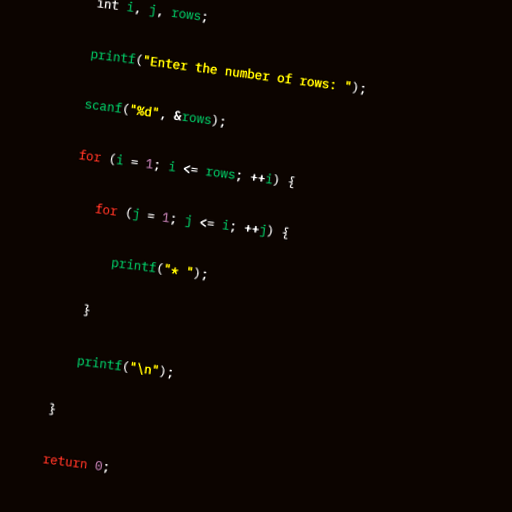 int i, j, rows;
printf("Enter the number of rows: ");
scanf("%d", &rows);
for (i = 1; i <= rows; ++i) {
for (j = 1; j <= i; ++j) {
printf("* ");
}
printf("\n");
}
return 0;